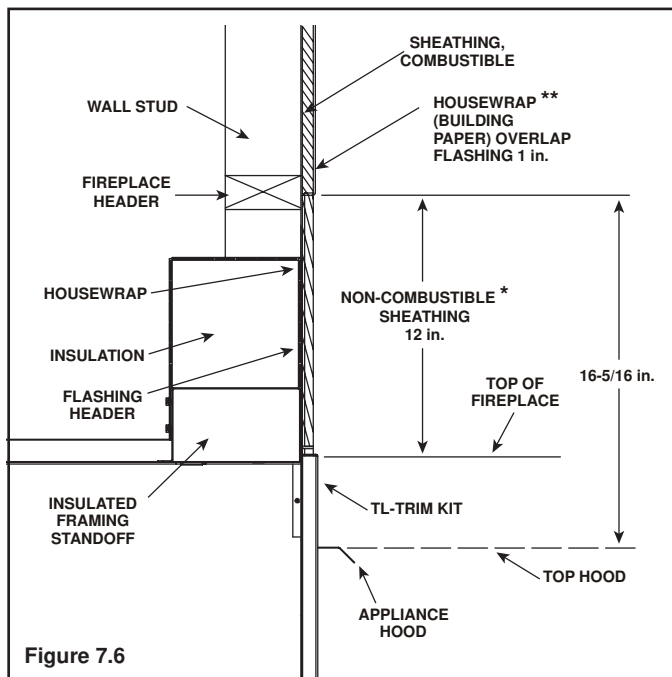 SHEATHING,
COMBUSTIBLE
WALL STUD
HOUSEWRAP **
(BUILDING
PAPER) OVERLAP
FLASHING 1 in.
FIREPLACE
HEADER
HOUSEWRAP
NON-COMBUSTIBLE *
SHEATHING
12 in.
INSULATION
16-5/16 in.
TOP OF
FIREPLACE
FLASHING
HEADER
INSULATED
FRAMING
STANDOFF
TL-TRIM KIT
TOP HOOD
APPLIANCE
HOOD
Figure 7.6